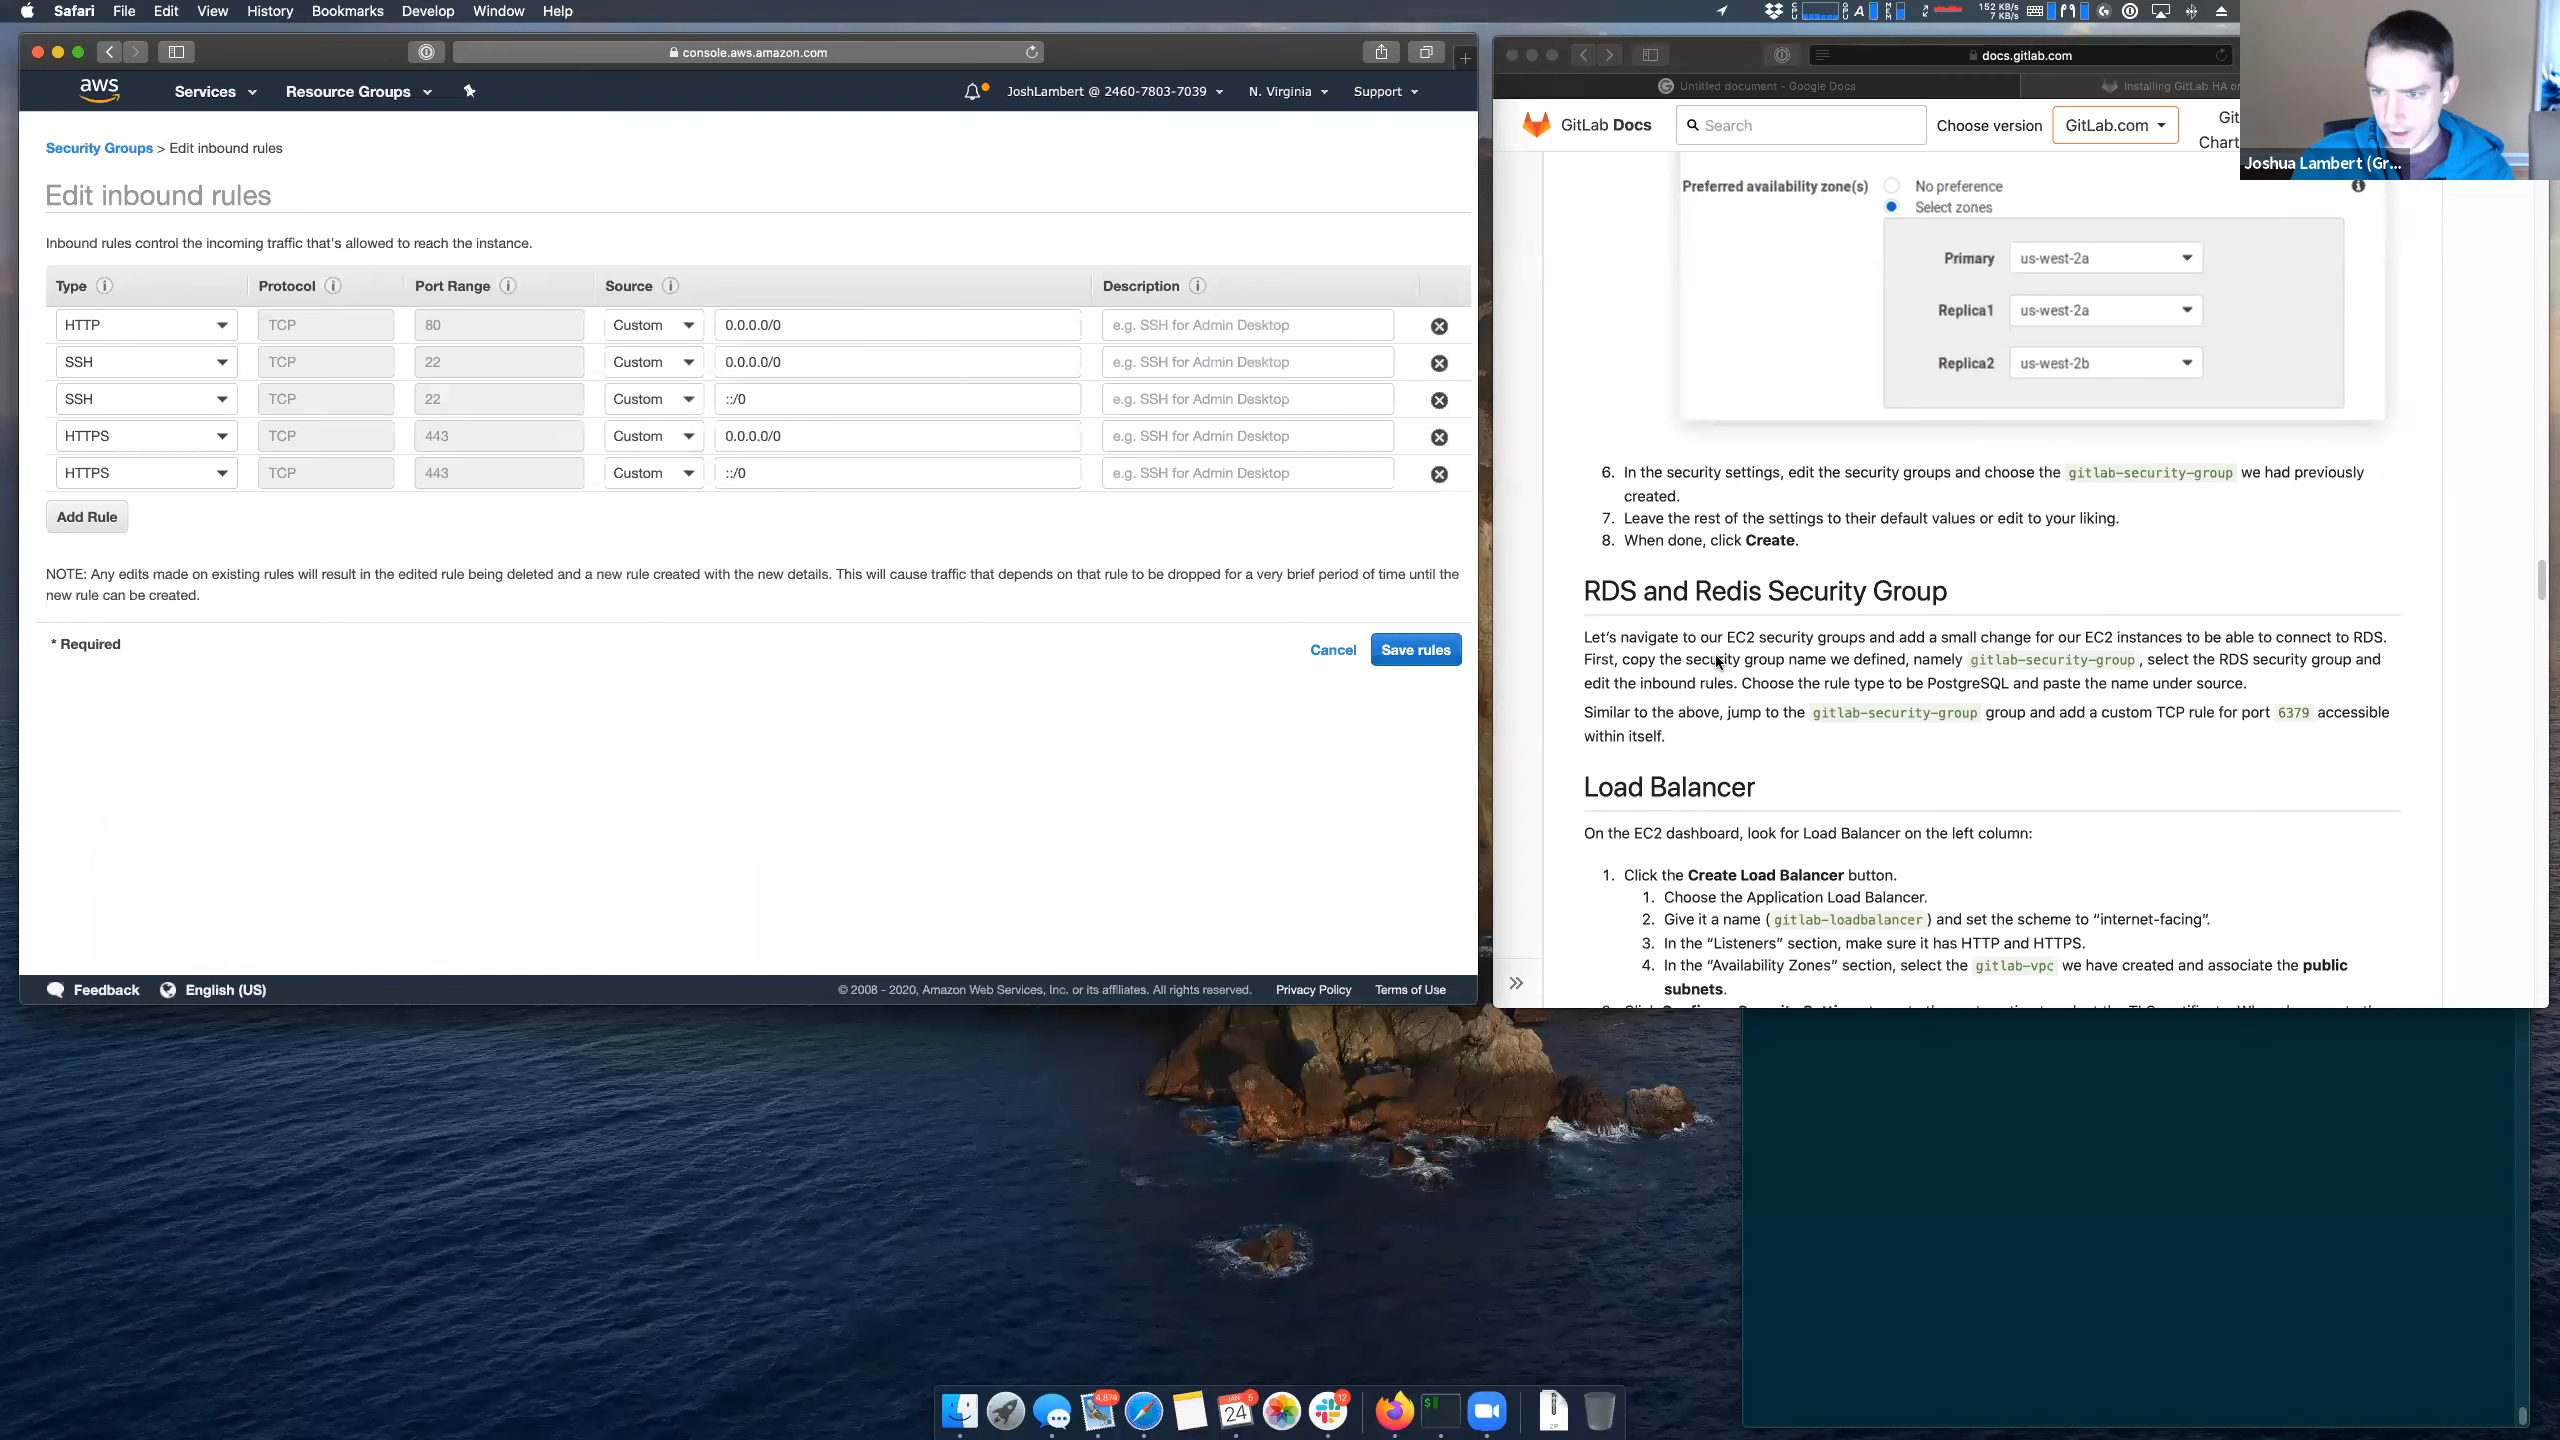 Safari File Edit View History Bookmarks Develop Window Help
152 KB/s
7 KB/s
console.aws.amazon.com
aws Services Resource Groups JoshLambert @ 2460-7803-7039 N. Virginia Support
Security Groups > Edit inbound rules
Edit inbound rules
Inbound rules control the incoming traffic that's allowed to reach the instance.
Type Protocol Port Range Source Description
HTTP TCP 80 Custom 0.0.0.0/0 e.g. SSH for Admin Desktop
SSH TCP 22 Custom 0.0.0.0/0 e.g. SSH for Admin Desktop
SSH TCP 22 Custom ::/0 e.g. SSH for Admin Desktop
HTTPS TCP 443 Custom 0.0.0.0/0 e.g. SSH for Admin Desktop
HTTPS TCP 443 Custom ::/0 e.g. SSH for Admin Desktop
Add Rule
NOTE: Any edits made on existing rules will result in the edited rule being deleted and a new rule created with the new details. This will cause traffic that depends on that rule to be dropped for a very brief period of time until the
new rule can be created.
* Required
Cancel Save rules
Feedback English (US) © 2008 - 2020, Amazon Web Services, Inc. or its affiliates. All rights reserved. Privacy Policy Terms of Use
docs.gitlab.com
Untitled document - Google Docs Installing GitLab HA on
GitLab Docs Search Choose version GitLab.com Git
Chart
Joshua Lambert (Gr...
Preferred availability zone(s) No preference
Select zones
Primary us-west-2a
Replica1 us-west-2a
Replica2 us-west-2b
6. In the security settings, edit the security groups and choose the gitlab-security-group we had previously
created.
7. Leave the rest of the settings to their default values or edit to your liking.
8. When done, click Create.
RDS and Redis Security Group
Let's navigate to our EC2 security groups and add a small change for our EC2 instances to be able to connect to RDS.
First, copy the security group name we defined, namely gitlab-security-group , select the RDS security group and
edit the inbound rules. Choose the rule type to be PostgreSQL and paste the name under source.
Similar to the above, jump to the gitlab-security-group group and add a custom TCP rule for port 6379 accessible
within itself.
Load Balancer
On the EC2 dashboard, look for Load Balancer on the left column:
1. Click the Create Load Balancer button.
1. Choose the Application Load Balancer.
2. Give it a name ( gitlab-loadbalancer ) and set the scheme to “internet-facing”.
3. In the “Listeners” section, make sure it has HTTP and HTTPS.
4. In the “Availability Zones” section, select the gitlab-vpc we have created and associate the public
subnets.
4,874
JAN 5
24
12
ZIP